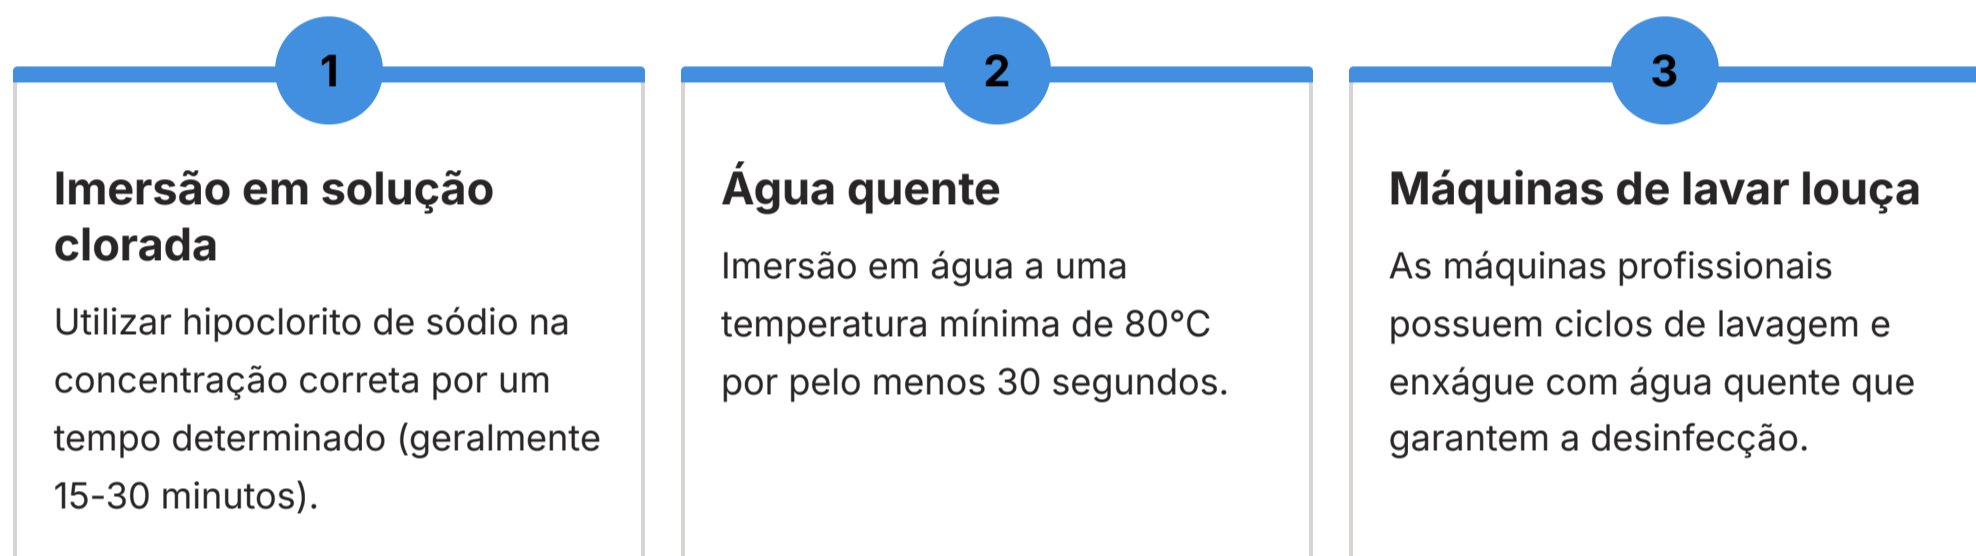 1
Imersão em solução
clorada
Utilizar hipoclorito de sódio na
concentração correta por um
tempo determinado (geralmente
15-30 minutos).
2
Água quente
Imersão em água a uma
temperatura mínima de 80°C
por pelo menos 30 segundos.
3
Máquinas de lavar louça
As máquinas profissionais
possuem ciclos de lavagem e
enxágue com água quente que
garantem a desinfecção.